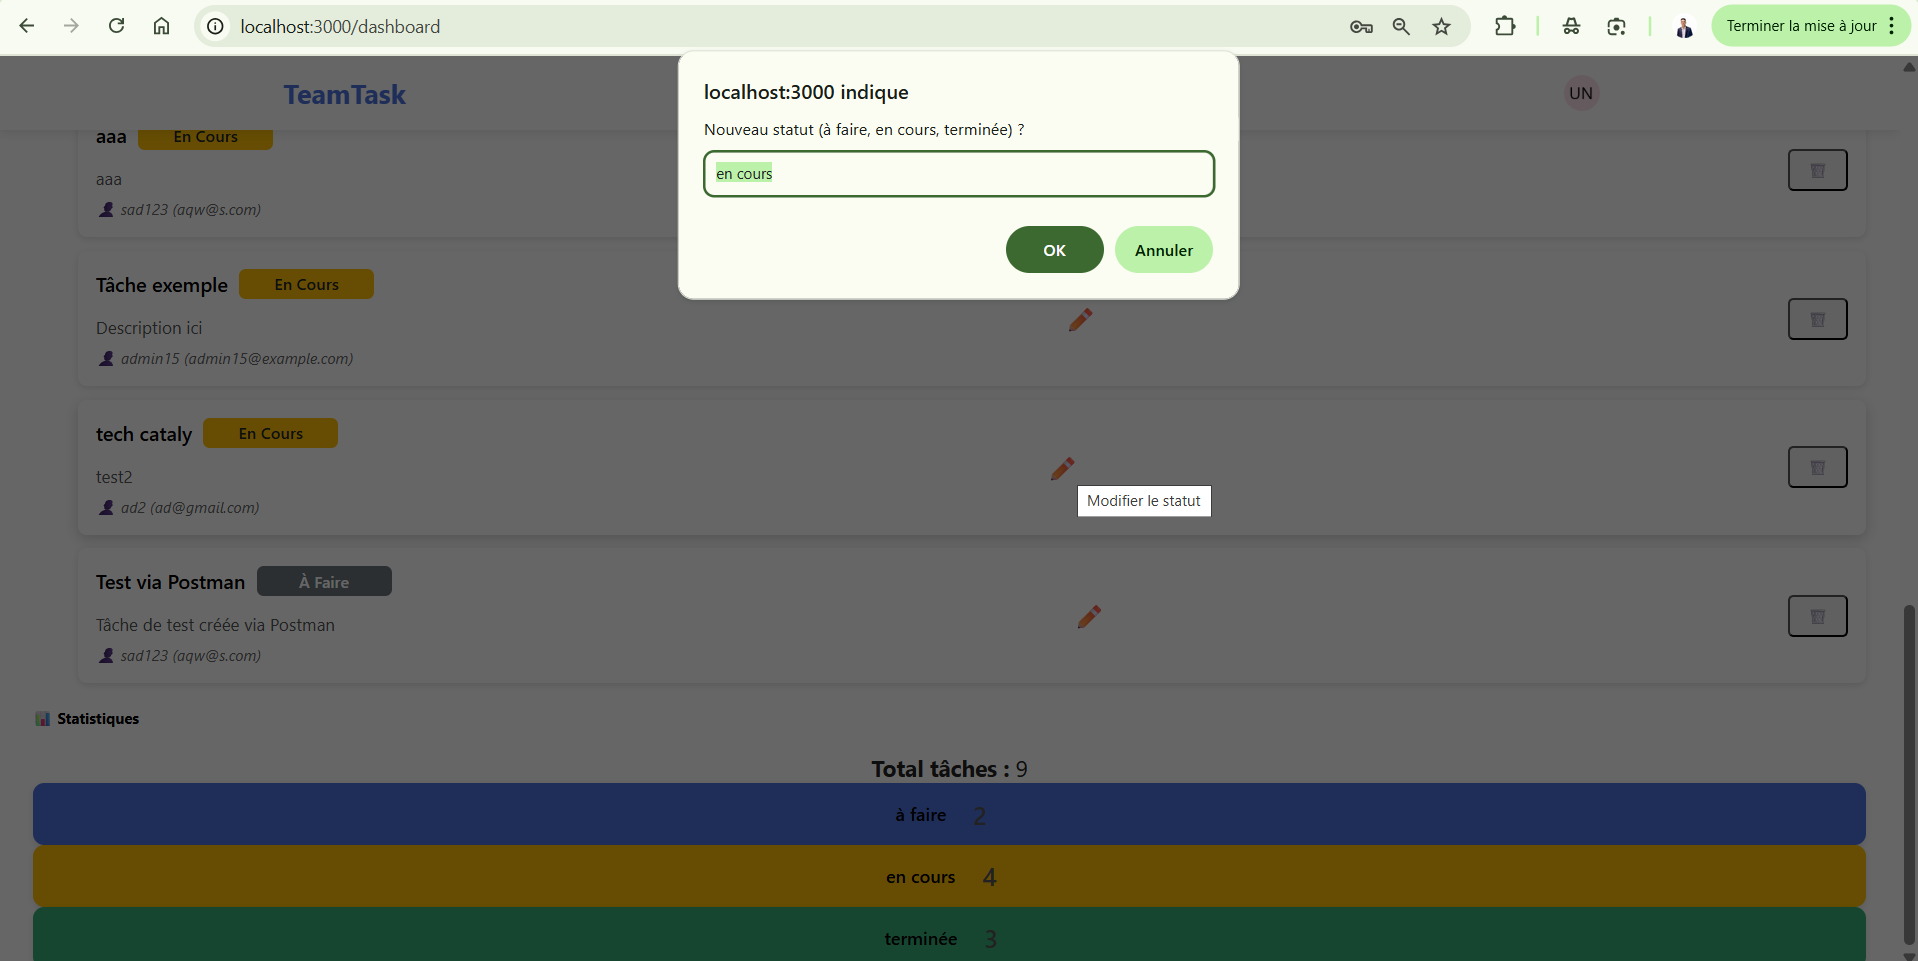 localhost:3000/dashboard
Terminer la mise à jour
TeamTask
UN
localhost:3000 indique
Nouveau statut (à faire, en cours, terminée) ?
en cours
OK
Annuler
aaa
En Cours
aaa
sad123 (aqw@s.com)
Tâche exemple
En Cours
Description ici
admin15 (admin15@example.com)
tech cataly
En Cours
test2
ad2 (ad@gmail.com)
Modifier le statut
Test via Postman
À Faire
Tâche de test créée via Postman
sad123 (aqw@s.com)
Statistiques
Total tâches : 9
à faire 2
en cours 4
terminée 3